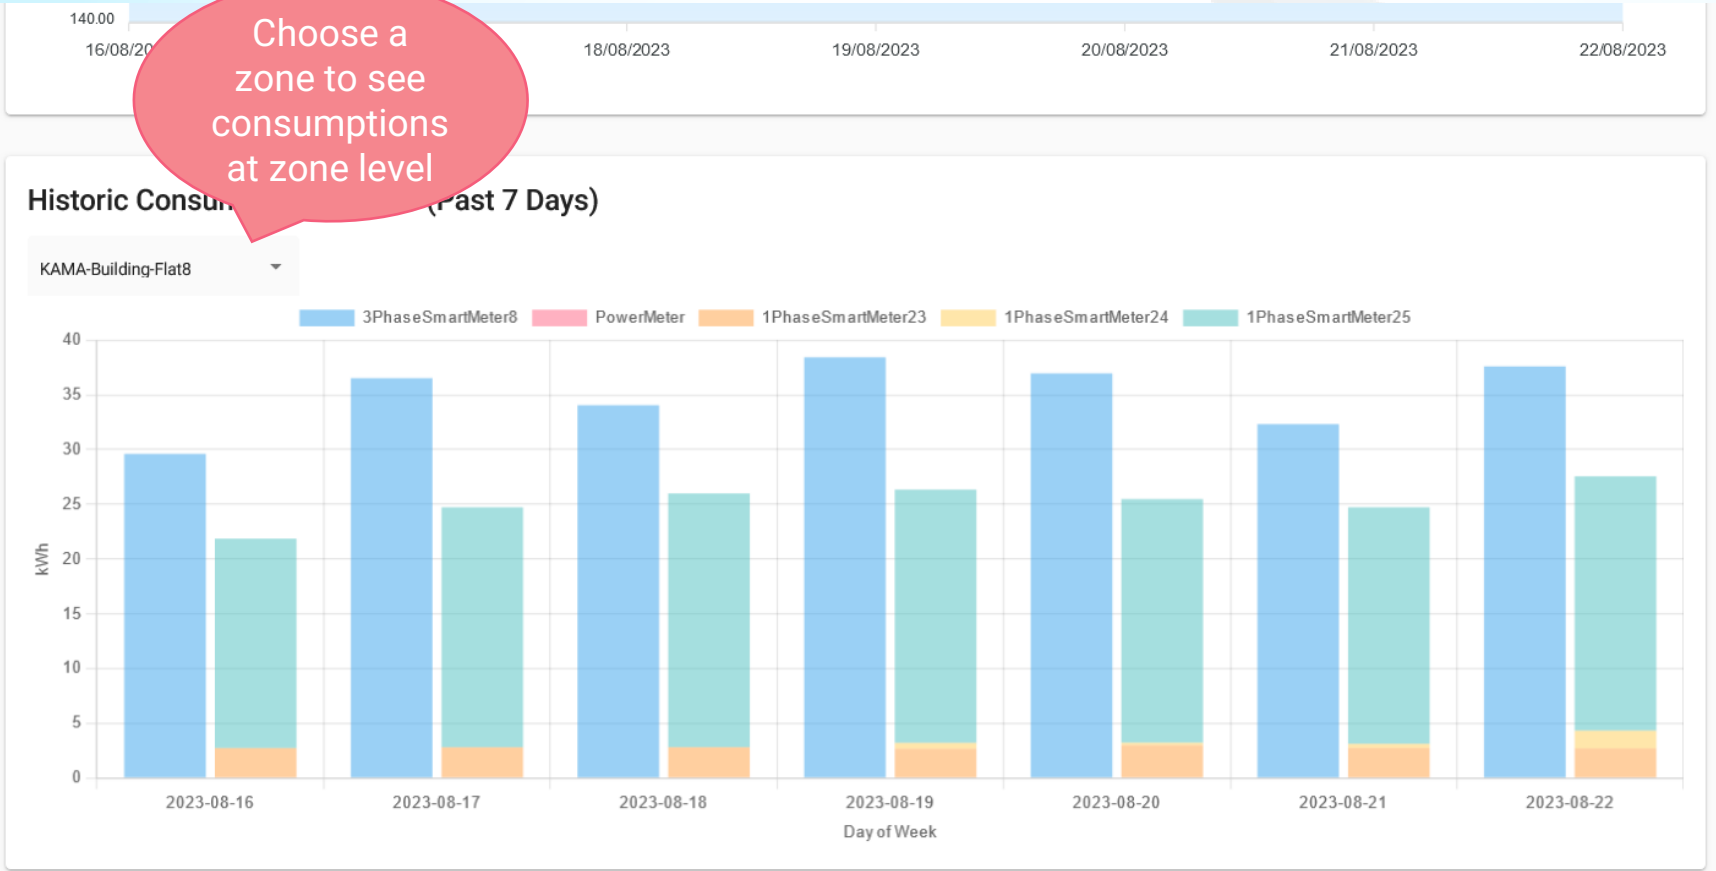 140.00
16/08/20
18/08/2023
19/08/2023
20/08/2023
21/08/2023
22/08/2023
Choose a
zone to see
consumptions
at zone level
Historic (Past 7 Days)
KAMA-Building-Flat8
3PhaseSmartMeter8 PowerMeter 1PhaseSmartMeter23 1PhaseSmartMeter24 1PhaseSmartMeter25
40
35
30
25
20
15
10
5
0
kWh
2023-08-16
2023-08-17
2023-08-18
2023-08-19
2023-08-20
2023-08-21
2023-08-22
Day of Week